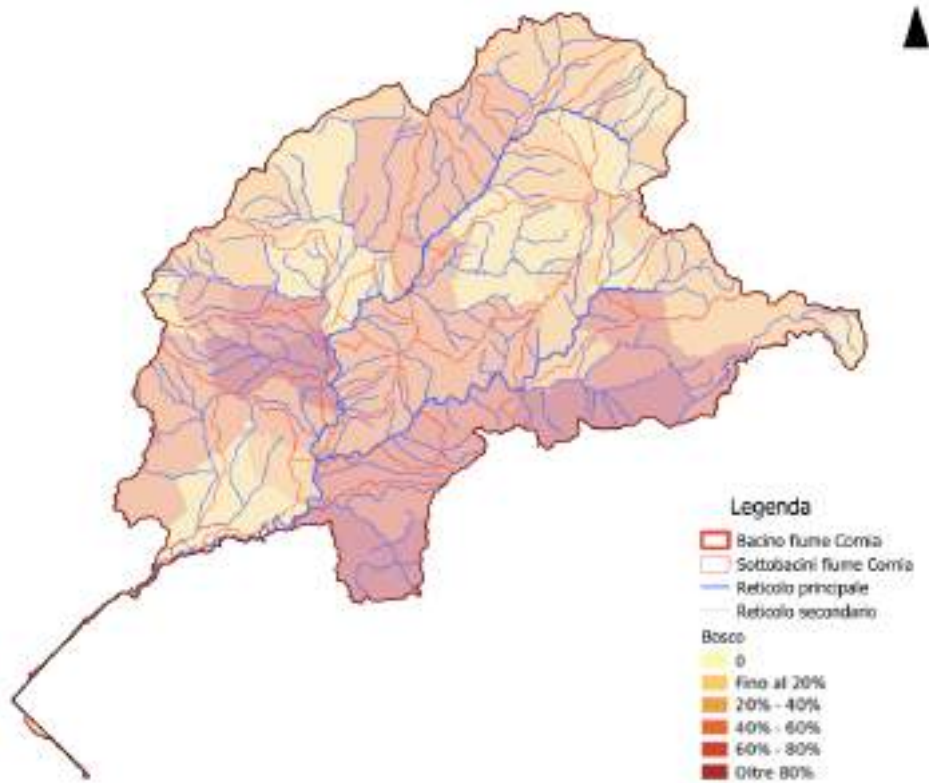 Legenda
Bacino fiume Cornia
Sottobacini fiume Cornia
Reticolo principale
Reticolo secondario
Bosco
0
Fino al 20%
20% - 40%
40% - 60%
60% - 80%
Oltre 80%